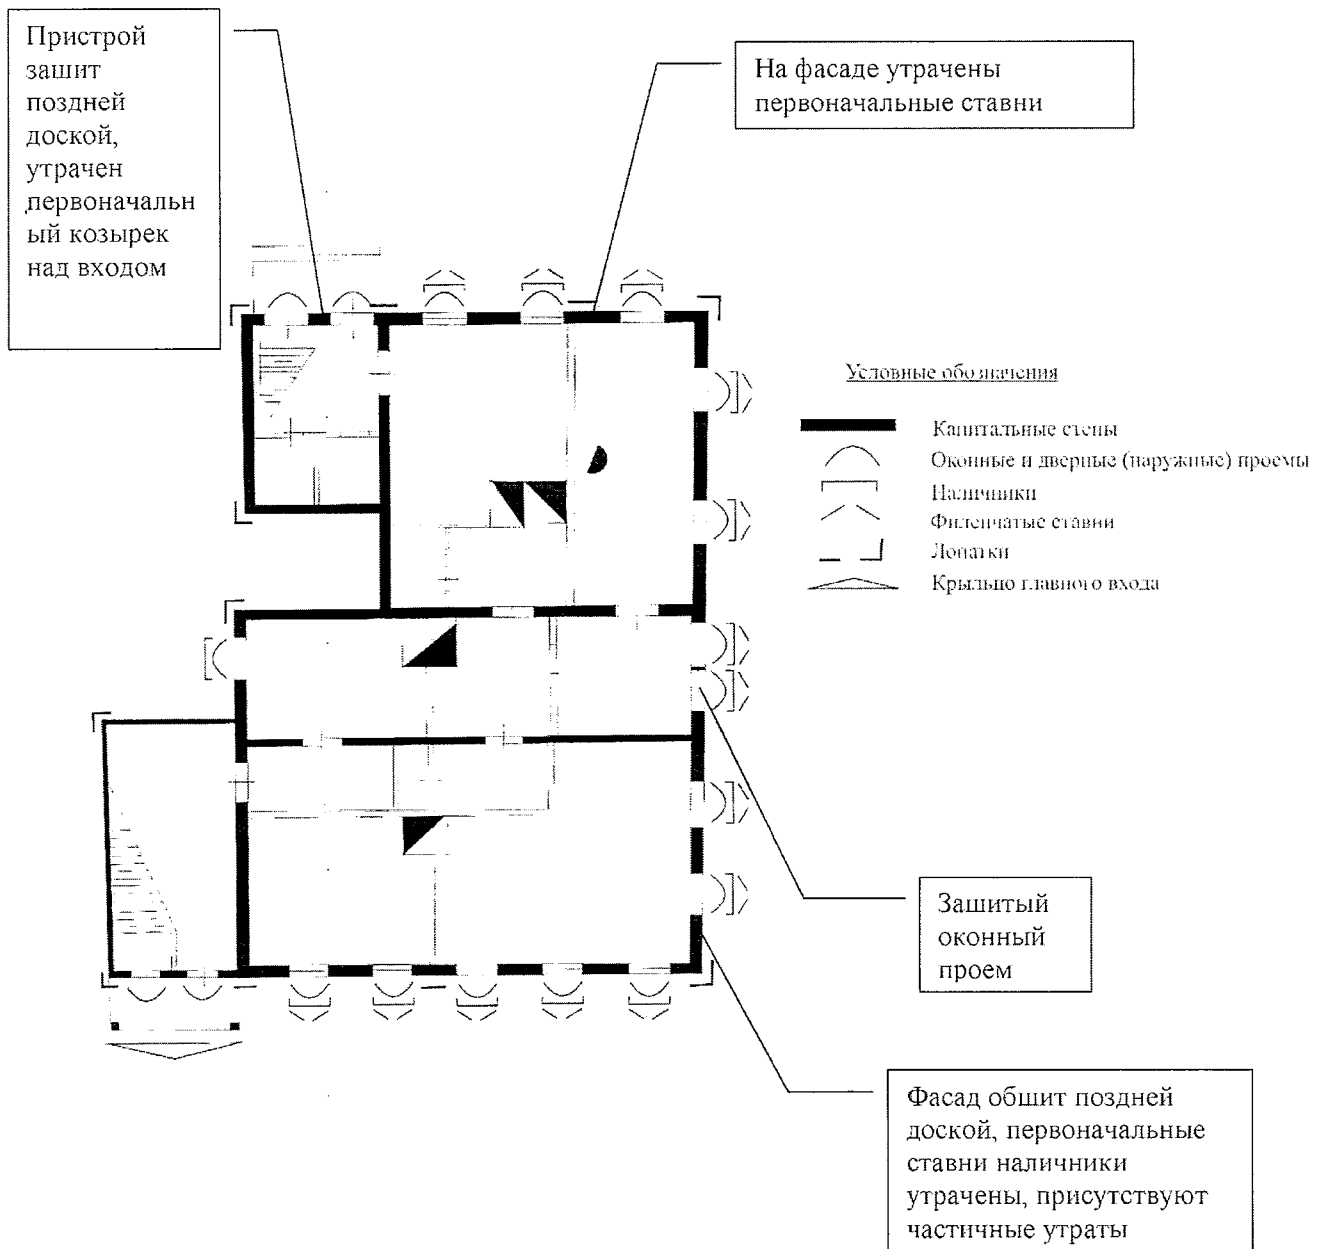 Пристрой
зашит
поздней
доской,
утрачен
первоначальн
ый козырек
над входом
На фасаде утрачены
первоначальные ставни
Условные обозначения
Капитальные стены
Оконные и дверные (наружные) проемы
Наличники
Филенчатые ставни
Лопатки
Крыльцо главного входа
Зашитый
оконный
проем
Фасад обшит поздней
доской, первоначальные
ставни наличники
утрачены, присутствуют
частичные утраты